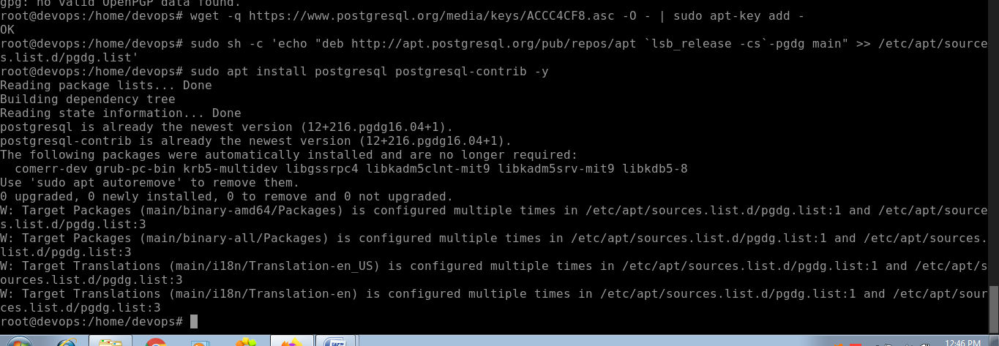 gpg: no valid OpenPGP data found.
root@devops:/home/devops# wget -q https://www.postgresql.org/media/keys/ACCC4CF8.asc -O - | sudo apt-key add -
OK
root@devops:/home/devops# sudo sh -c 'echo "deb http://apt.postgresql.org/pub/repos/apt `lsb_release -cs`-pgdg main" >> /etc/apt/source
s.list.d/pgdg.list'
root@devops:/home/devops# sudo apt install postgresql postgresql-contrib -y
Reading package lists... Done
Building dependency tree
Reading state information... Done
postgresql is already the newest version (12+216.pgdg16.04+1).
postgresql-contrib is already the newest version (12+216.pgdg16.04+1).
The following packages were automatically installed and are no longer required:
  comerr-dev grub-pc-bin krb5-multidev libgssrpc4 libkadm5clnt-mit9 libkadm5srv-mit9 libkdb5-8
Use 'sudo apt autoremove' to remove them.
0 upgraded, 0 newly installed, 0 to remove and 0 not upgraded.
W: Target Packages (main/binary-amd64/Packages) is configured multiple times in /etc/apt/sources.list.d/pgdg.list:1 and /etc/apt/source
s.list.d/pgdg.list:3
W: Target Packages (main/binary-all/Packages) is configured multiple times in /etc/apt/sources.list.d/pgdg.list:1 and /etc/apt/sources.
list.d/pgdg.list:3
W: Target Translations (main/i18n/Translation-en_US) is configured multiple times in /etc/apt/sources.list.d/pgdg.list:1 and /etc/apt/s
ources.list.d/pgdg.list:3
W: Target Translations (main/i18n/Translation-en) is configured multiple times in /etc/apt/sources.list.d/pgdg.list:1 and /etc/apt/sour
ces.list.d/pgdg.list:3
root@devops:/home/devops#
12:46 PM